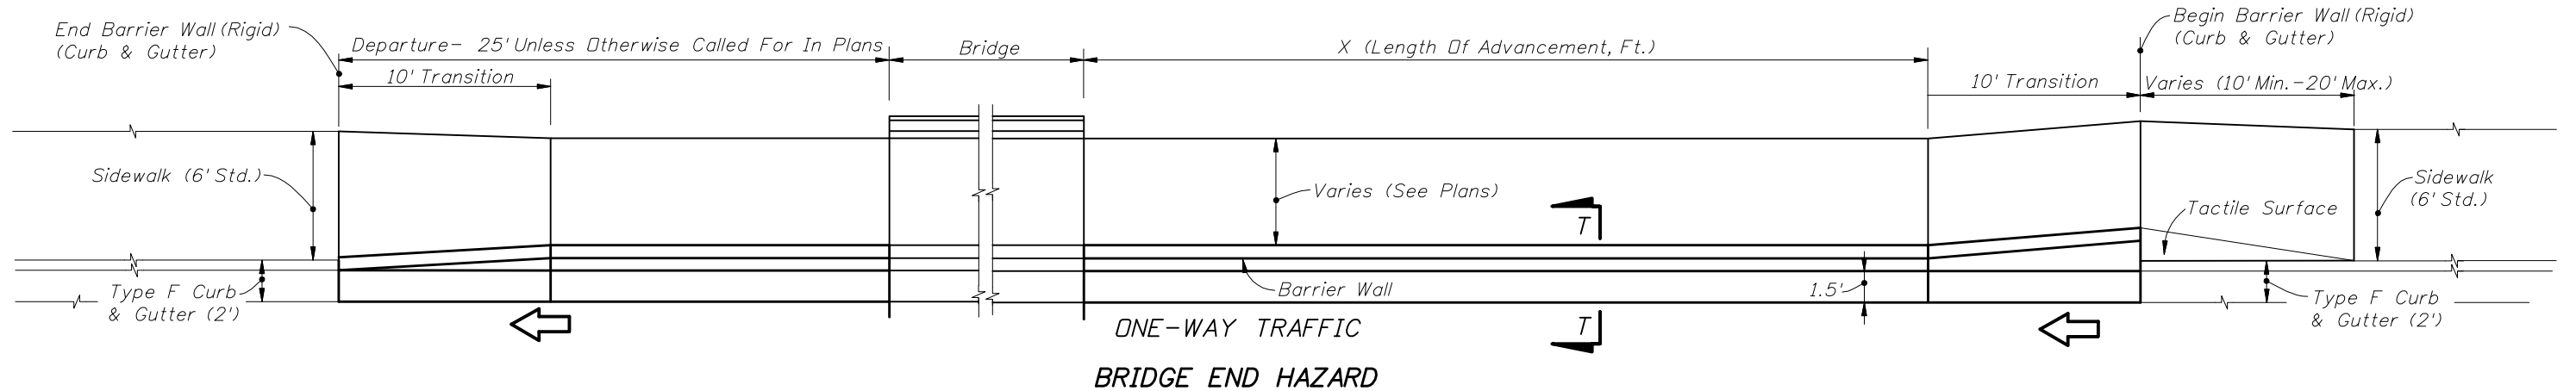 End Barrier Wall (Rigid)
(Curb & Gutter)
Departure- 25' Unless Otherwise Called For In Plans
Bridge
X (Length Of Advancement, Ft.)
Begin Barrier Wall (Rigid)
(Curb & Gutter)
10' Transition
10' Transition
Varies (10' Min.-20' Max.)
Sidewalk (6' Std.)
Varies (See Plans)
Sidewalk
(6' Std.)
Tactile Surface
T
Type F Curb
& Gutter (2')
Barrier Wall
1.5'
Type F Curb
& Gutter (2')
ONE-WAY TRAFFIC
T
BRIDGE END HAZARD